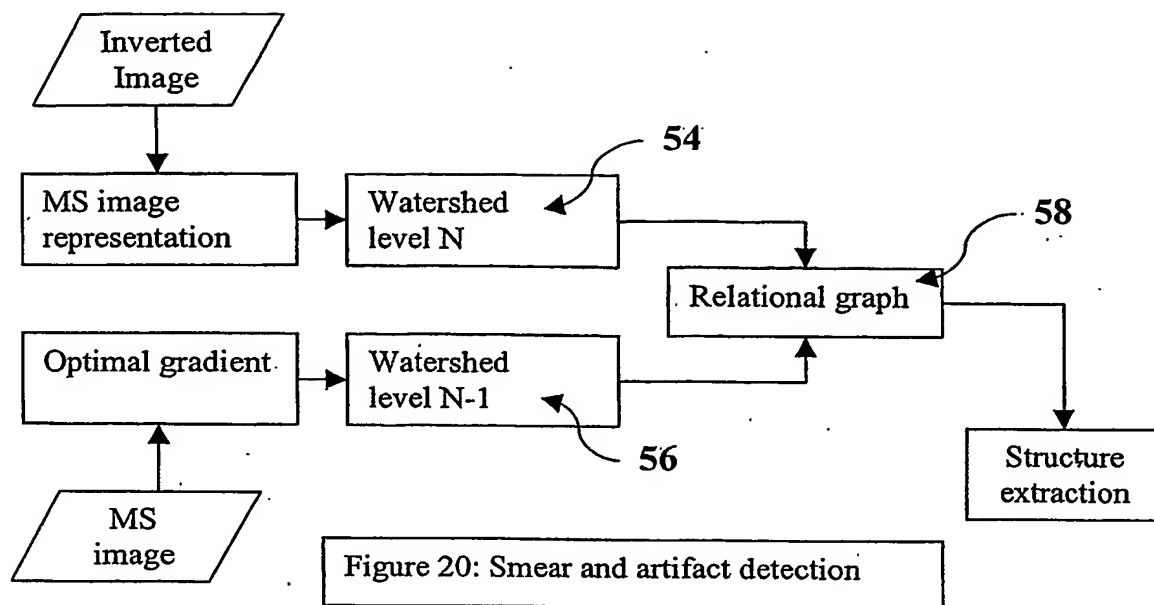 Inverted
Image
54
MS image
representation
Watershed
level N
58
Relational graph
Optimal gradient
Watershed
level N-1
56
Structure
extraction
MS
image
Figure 20: Smear and artifact detection